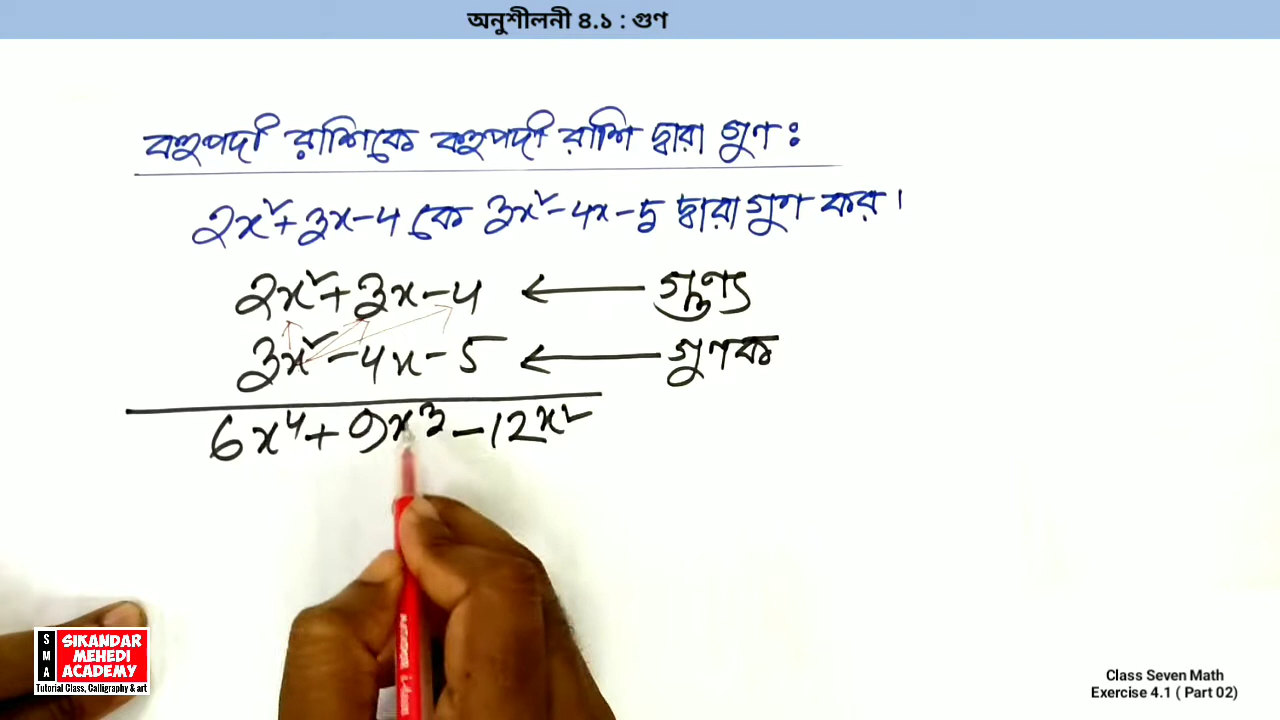 অনুশীলনী ৪.১ : গুণ
বহুপদী রাশিকে বহুপদী রাশি দ্বারা গুণ :
2x²+3x-4 কে 3x²-4x-5 দ্বারা গুণ কর।
2x²+3x-4 ← গুণ্য
3x²-4x-5 ← গুণক
6x⁴+9x³-12x²
SMA
SIKANDAR
MEHEDI
ACADEMY
Tutorial Class, Calligraphy & art
Class Seven Math
Exercise 4.1 ( Part 02)